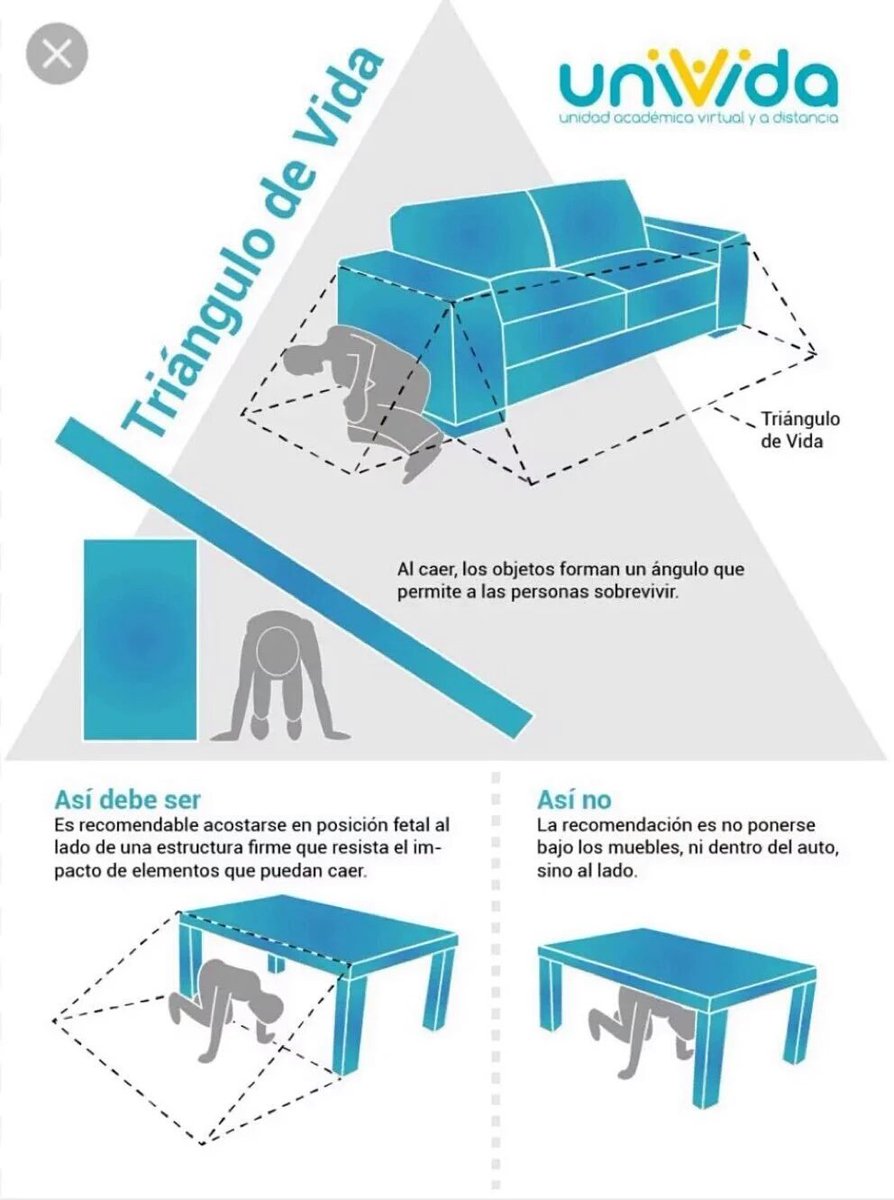 uniVida
unidad académica virtual y a distancia
Triángulo de Vida
Triángulo
de Vida
Al caer, los objetos forman un ángulo que
permite a las personas sobrevivir.
Así debe ser
Es recomendable acostarse en posición fetal al
lado de una estructura firme que resista el im-
pacto de elementos que puedan caer.
Así no
La recomendación es no ponerse
bajo los muebles, ni dentro del auto,
sino al lado.